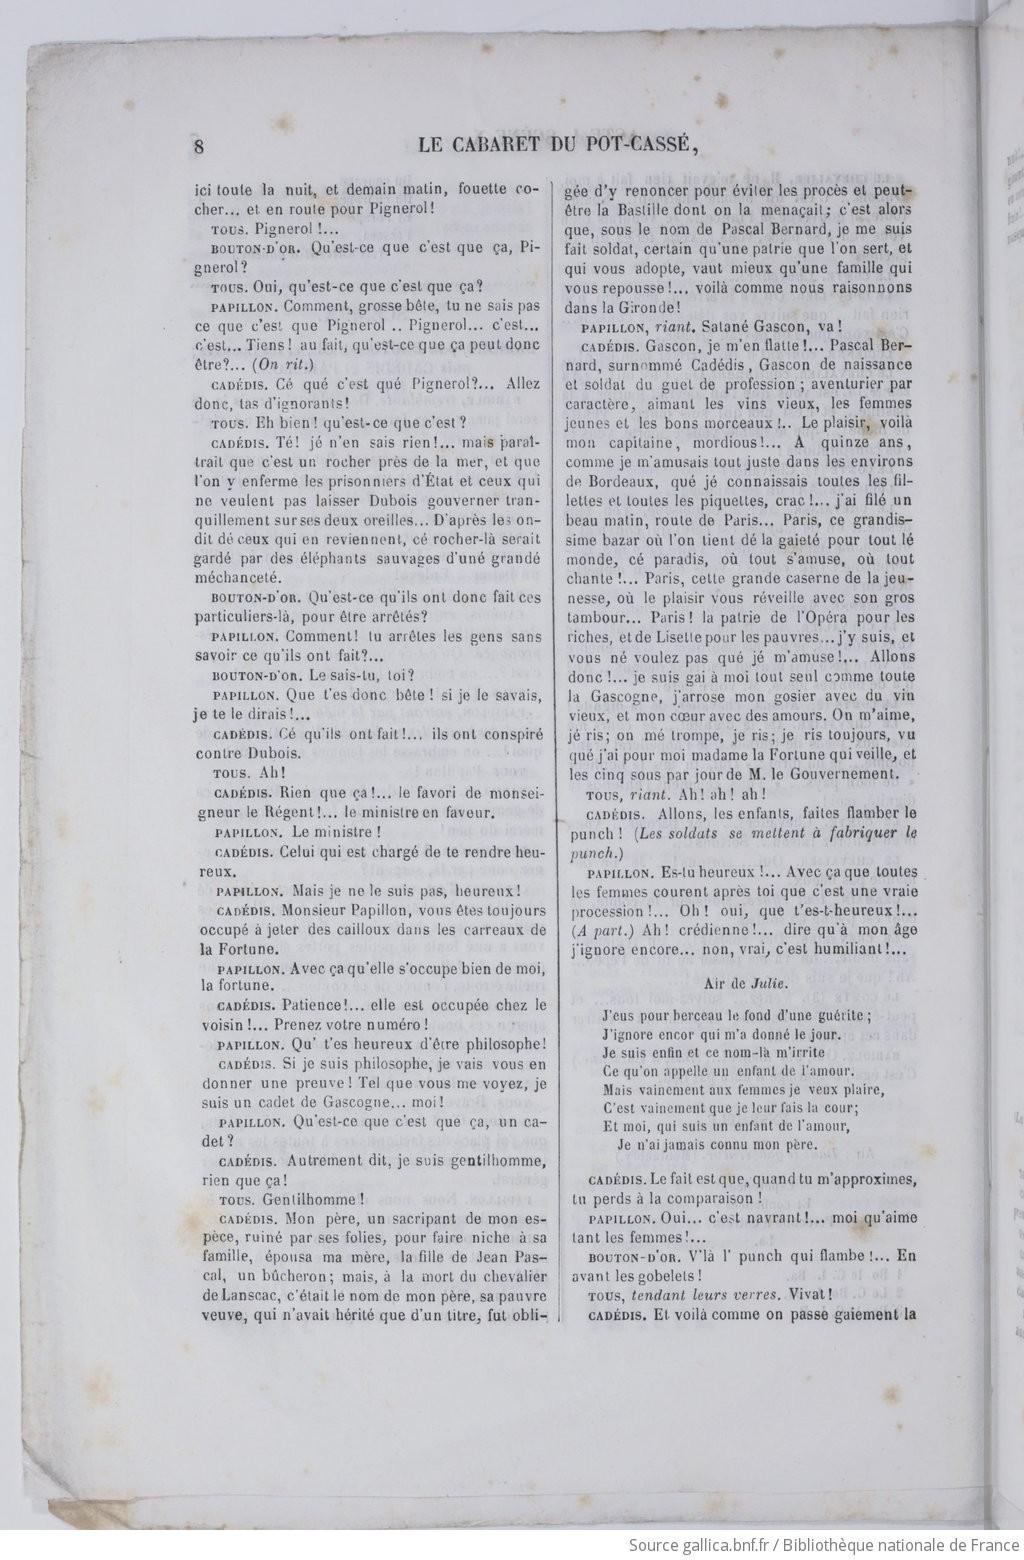 8
LE CABARET DU POT-CASSÉ,
ici toute la nuit, et demain matin, fouette co-
cher... et en route pour Pignerol!
TOUS. Pignerol !...
BOUTON-D'OR. Qu'est-ce que c'est que ça, Pi-
gnerol?
TOUS. Oui, qu'est-ce que c'est que ça?
PAPILLON. Comment, grosse bête, tu ne sais pas
ce que c'est que Pignerol .. Pignerol... c'est...
c'est... Tiens! au fait, qu'est-ce que ça peut donc
être?... (On rit.)
CADÉDIS. Cé qué c'est qué Pignerol?... Allez
donc, tas d'ignorants!
TOUS. Eh bien! qu'est-ce que c'est ?
CADÉDIS. Té! jé n'en sais rien!... mais paraî-
trait que c'est un rocher près de la mer, et que
l'on y enferme les prisonniers d'État et ceux qui
ne veulent pas laisser Dubois gouverner tran-
quillement sur ses deux oreilles... D'après les on-
dit dé ceux qui en reviennent, cé rocher-là serait
gardé par des éléphants sauvages d'uné grandé
méchanceté.
BOUTON-D'OR. Qu'est-ce qu'ils ont donc fait ces
particuliers-là, pour être arrêtés?
PAPILLON. Comment! tu arrêtes les gens sans
savoir ce qu'ils ont fait?...
BOUTON-D'OR. Le sais-tu, toi?
PAPILLON. Que t'es donc bête! si je le savais,
je te le dirais!...
CADÉDIS. Cé qu'ils ont fait!... ils ont conspiré
contre Dubois.
TOUS. Ah!
CADÉDIS. Rien que ça!... le favori de monsei-
gneur le Régent!... le ministre en faveur.
PAPILLON. Le ministre !
CADÉDIS. Celui qui est chargé de te rendre heu-
reux.
PAPILLON. Mais je ne le suis pas, heureux!
CADÉDIS. Monsieur Papillon, vous êtes toujours
occupé à jeter des cailloux dans les carreaux de
la Fortune.
PAPILLON. Avec ça qu'elle s'occupe bien de moi,
la fortune.
CADÉDIS. Patience!... elle est occupée chez le
voisin !... Prenez votre numéro !
PAPILLON. Qu' t'es heureux d'être philosophe!
CADÉDIS. Si je suis philosophe, je vais vous en
donner une preuve! Tel que vous me voyez, je
suis un cadet de Gascogne... moi!
PAPILLON. Qu'est-ce que c'est que ça, un ca-
det?
CADÉDIS. Autrement dit, je suis gentilhomme,
rien que ça!
TOUS. Gentilhomme !
CADÉDIS. Mon père, un sacripant de mon es-
pèce, ruiné par ses folies, pour faire niche à sa
famille, épousa ma mère, la fille de Jean Pas-
cal, un bûcheron; mais, à la mort du chevalier
de Lanscac, c'était le nom de mon père, sa pauvre
veuve, qui n'avait hérité que d'un titre, fut obli-
gée d'y renoncer pour éviter les procès et peut-
être la Bastille dont on la menaçait; c'est alors
que, sous le nom de Pascal Bernard, je me suis
fait soldat, certain qu'une patrie que l'on sert, et
qui vous adopte, vaut mieux qu'une famille qui
vous repousse!... voilà comme nous raisonnons
dans la Gironde!
PAPILLON, riant. Satané Gascon, va !
CADÉDIS. Gascon, je m'en flatte !... Pascal Ber-
nard, surnommé Cadédis, Gascon de naissance
et soldat du guet de profession ; aventurier par
caractère, aimant les vins vieux, les femmes
jeunes et les bons morceaux !.. Le plaisir, voilà
mon capitaine, mordious!... A quinze ans,
comme je m'amusais tout juste dans les environs
de Bordeaux, qué jé connaissais toutes les fil-
lettes et toutes les piquettes, crac!... j'ai filé un
beau matin, route de Paris... Paris, ce grandis-
sime bazar où l'on tient dé la gaieté pour tout lé
monde, cé paradis, où tout s'amuse, où tout
chante !... Paris, cette grande caserne de la jeu-
nesse, où le plaisir vous réveille avec son gros
tambour... Paris! la patrie de l'Opéra pour les
riches, et de Lisette pour les pauvres... j'y suis, et
vous né voulez pas qué jé m'amuse!... Allons
donc !... je suis gai à moi tout seul comme toute
la Gascogne, j'arrose mon gosier avec du vin
vieux, et mon cœur avec des amours. On m'aime,
jé ris; on mé trompe, je ris; je ris toujours, vu
qué j'ai pour moi madame la Fortune qui veille, et
les cinq sous par jour de M. le Gouvernement.
TOUS, riant. Ah! ah! ah!
CADÉDIS. Allons, les enfants, faites flamber le
punch ! (Les soldats se mettent à fabriquer le
punch.)
PAPILLON. Es-tu heureux !... Avec ça que toutes
les femmes courent après toi que c'est une vraie
procession!... Oh! oui, que t'es-t-heureux!...
(A part.) Ah! crédienne!... dire qu'à mon âge
j'ignore encore... non, vrai, c'est humiliant!...
Air de Julie.
J'eus pour berceau le fond d'une guérite ;
J'ignore encor qui m'a donné le jour.
Je suis enfin et ce nom-là m'irrite
Ce qu'on appelle un enfant de l'amour.
Mais vainement aux femmes je veux plaire,
C'est vainement que je leur fais la cour;
Et moi, qui suis un enfant de l'amour,
Je n'ai jamais connu mon père.
CADÉDIS. Le fait est que, quand tu m'approximes,
tu perds à la comparaison !
PAPILLON. Oui... c'est navrant!... moi qu'aime
tant les femmes!...
BOUTON-D'OR. V'là l' punch qui flambe !... En
avant les gobelets!
TOUS, tendant leurs verres. Vivat!
CADÉDIS. Et voilà comme on passe gaiement la
Source gallica.bnf.fr / Bibliothèque nationale de France